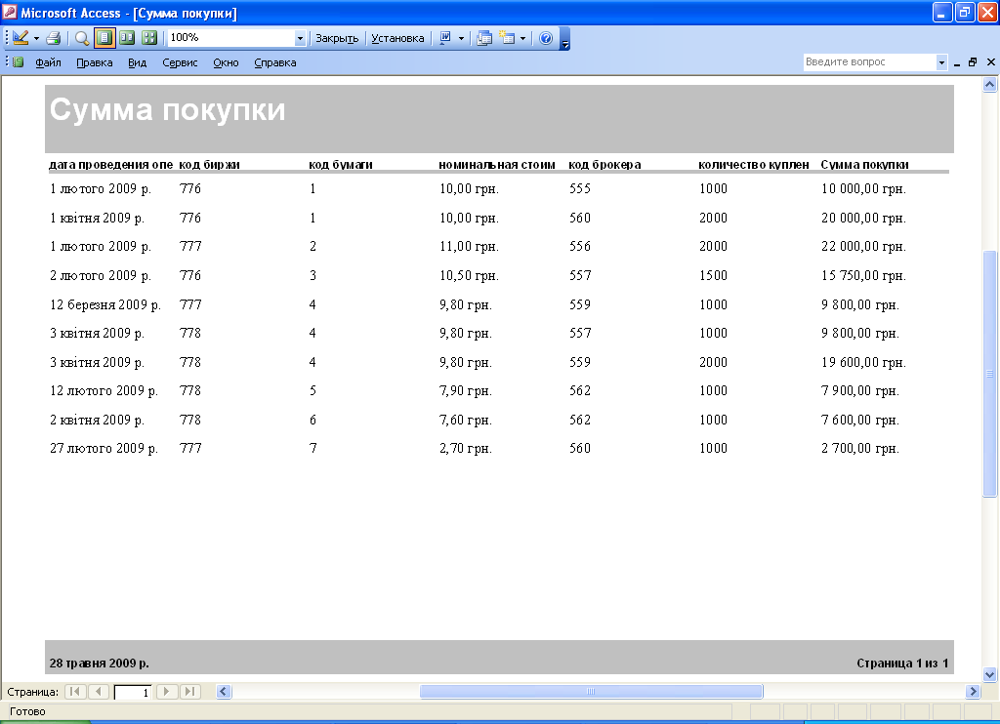 Microsoft Access - [Сумма покупки]
100% Закрыть Установка
Файл Правка Вид Сервис Окно Справка Введите вопрос
Сумма покупки
дата проведения опе код биржи код бумаги номинальная стоим код брокера количество куплен Сумма покупки
1 лютого 2009 р. 776 1 10,00 грн. 555 1000 10 000,00 грн.
1 квітня 2009 р. 776 1 10,00 грн. 560 2000 20 000,00 грн.
1 лютого 2009 р. 777 2 11,00 грн. 556 2000 22 000,00 грн.
2 лютого 2009 р. 776 3 10,50 грн. 557 1500 15 750,00 грн.
12 березня 2009 р. 777 4 9,80 грн. 559 1000 9 800,00 грн.
3 квітня 2009 р. 778 4 9,80 грн. 557 1000 9 800,00 грн.
3 квітня 2009 р. 778 4 9,80 грн. 559 2000 19 600,00 грн.
12 лютого 2009 р. 778 5 7,90 грн. 562 1000 7 900,00 грн.
2 квітня 2009 р. 778 6 7,60 грн. 562 1000 7 600,00 грн.
27 лютого 2009 р. 777 7 2,70 грн. 560 1000 2 700,00 грн.
28 травня 2009 р. Страница 1 из 1
Страница: 1
Готово